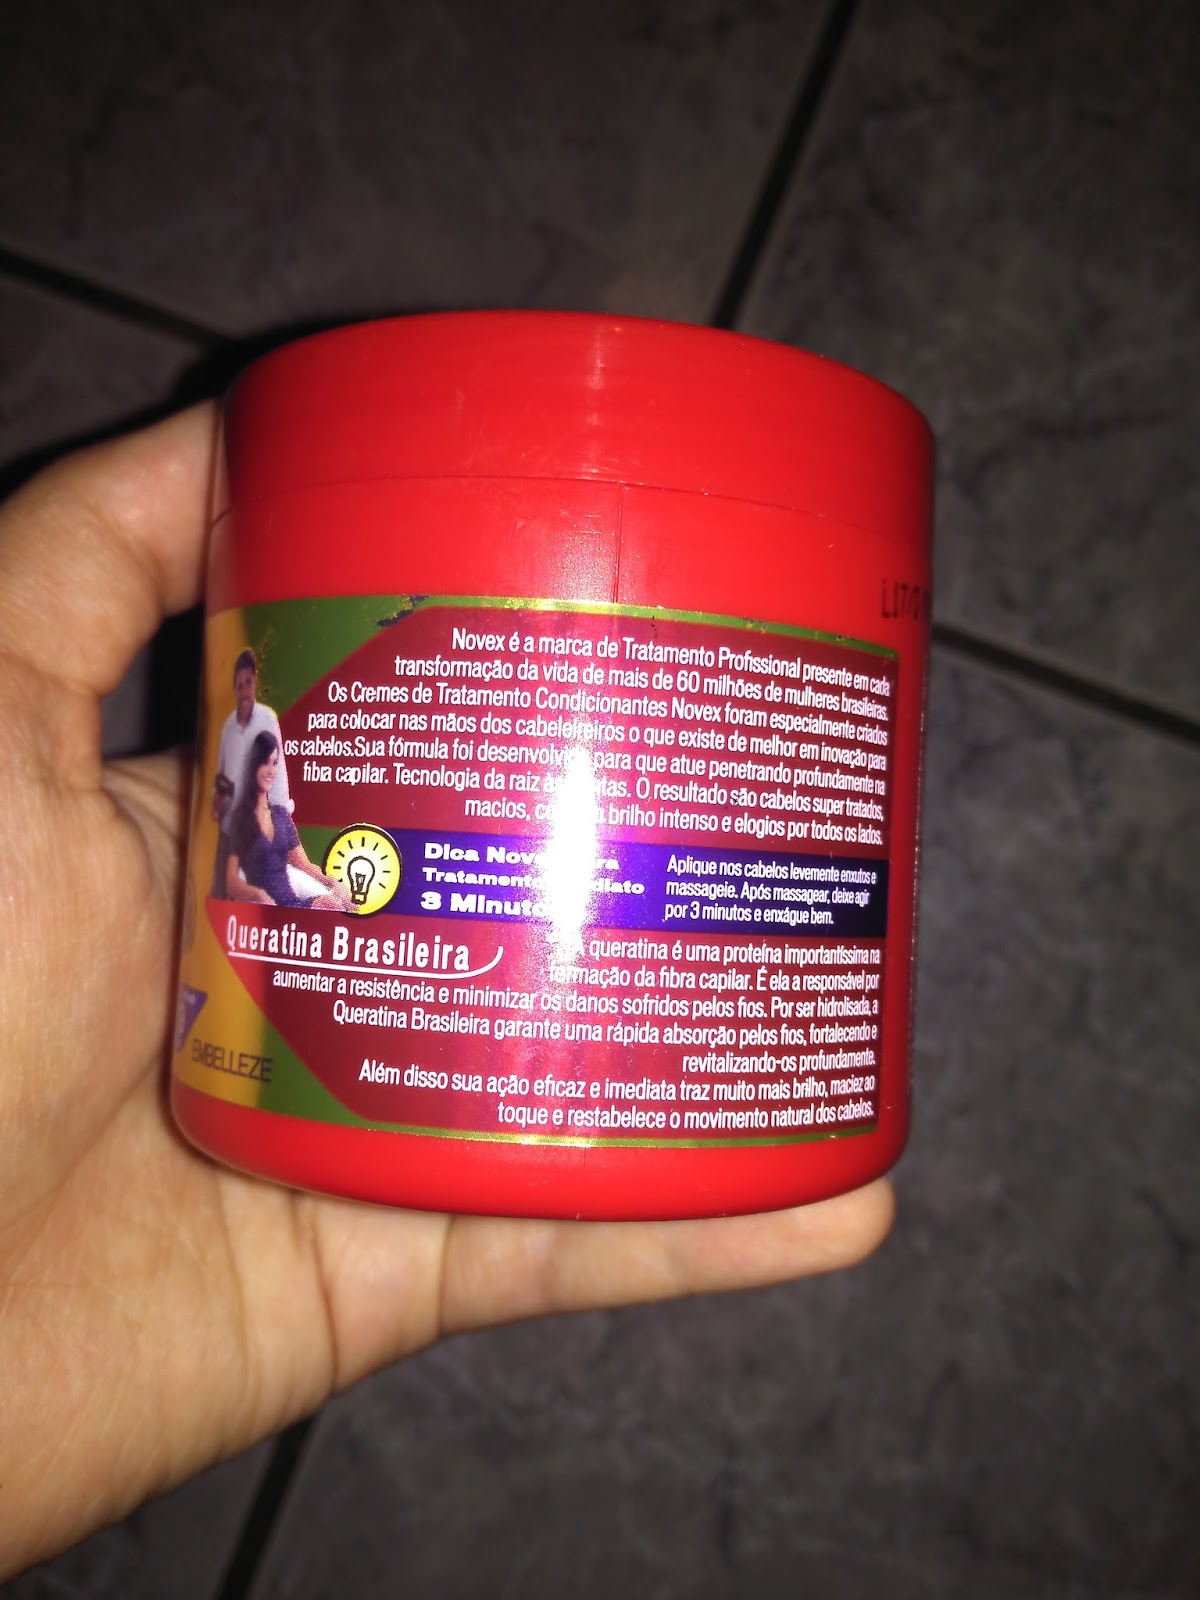 L17/
Novex é a marca de Tratamento Profissional presente em cada
transformação da vida de mais de 60 milhões de mulheres brasileiras.
Os Cremes de Tratamento Condicionantes Novex foram especialmente criados
para colocar nas mãos dos cabeleireiros o que existe de melhor em inovação para
os cabelos.Sua fórmula foi para que atue penetrando profundamente na
fibra capilar. Tecnologia da raiz O resultado são cabelos super tratados,
macios, brilho intenso e elogios por todos os lados.
Dica
Tratamento
3
Aplique nos cabelos levemente enxutos e
massageie. Após massagear, deixe agir
por 3 minutos e enxágue bem.
Queratina Brasileira
A queratina é uma proteína importantíssima na
formação da fibra capilar. É ela a responsável por
aumentar a resistência e minimizar os danos sofridos pelos fios. Por ser hidrolisada, a
Queratina Brasileira garante uma rápida absorção pelos fios, fortalecendo e
revitalizando-os profundamente.
Além disso sua ação eficaz e imediata traz muito mais brilho, maciez ao
toque e restabelece o movimento natural dos cabelos.
EMBELLEZE